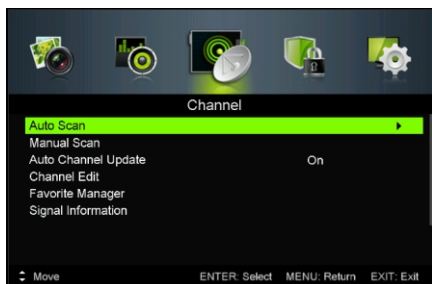 Channel
Auto Scan
Manual Scan
Auto Channel Update On
Channel Edit
Favorite Manager
Signal Information
Move ENTER: Select MENU: Return EXIT: Exit